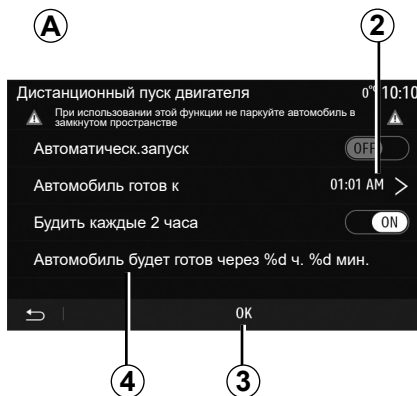 A
2
Дистанционный пуск двигателя 0° 10:10
При использовании этой функции не паркуйте автомобиль в
замкнутом пространстве
Автоматическ.запуск OFF
Автомобиль готов к 01:01 AM >
Будить каждые 2 часа ON
Автомобиль будет готов через %d ч. %d мин.
OK
4
3